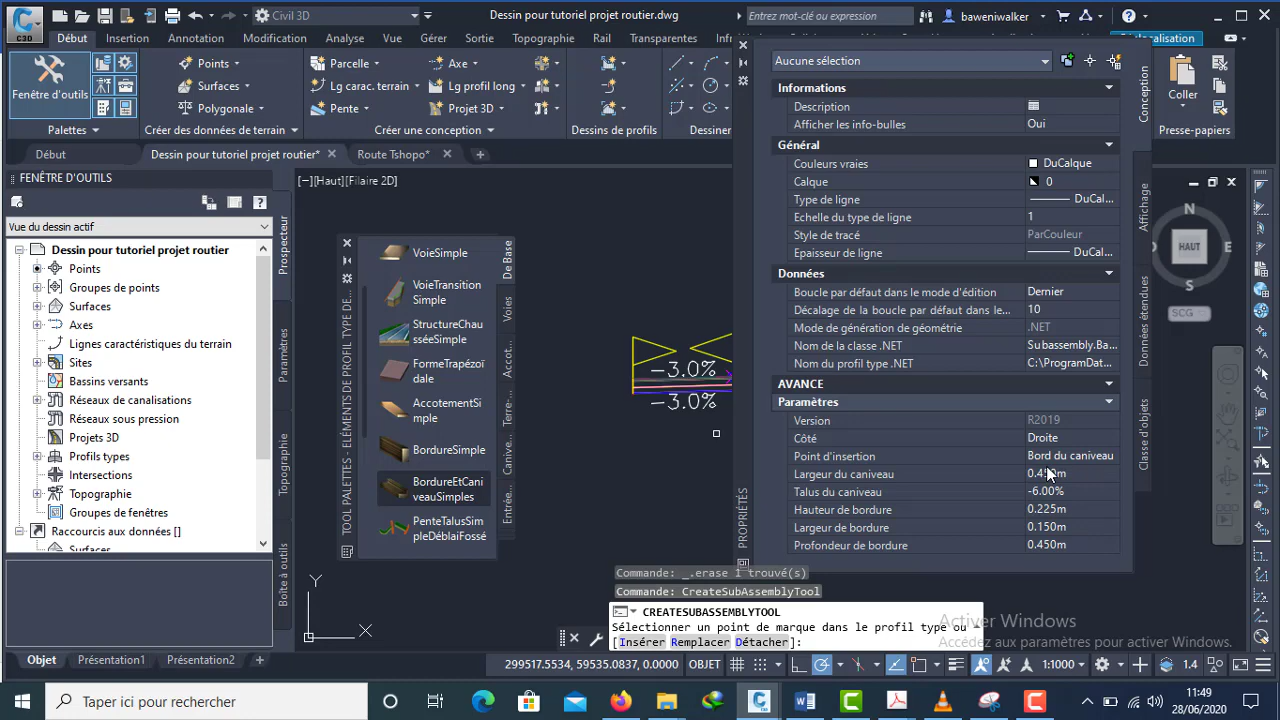 Civil 3D
Dessin pour tutoriel projet routier.dwg
Entrez mot-clé ou expression
baweniwalker
C3D
Début
Insertion
Annotation
Modification
Analyse
Vue
Gérer
Sortie
Topographie
Rail
Transparentes
Fenêtre d'outils
Palettes
Points
Surfaces
Polygonale
Créer des données de terrain
Parcelle
Lg carac. terrain
Pente
Axe
Lg profil long
Projet 3D
Créer une conception
Dessins de profils
Coller
Presse-papiers
Début
Dessin pour tutoriel projet routier*
Route Tshopo*
FENÊTRE D'OUTILS
Vue du dessin actif
Dessin pour tutoriel projet routier
Points
Groupes de points
Surfaces
Axes
Lignes caractéristiques du terrain
Sites
Bassins versants
Réseaux de canalisations
Réseaux sous pression
Projets 3D
Profils types
Intersections
Topographie
Groupes de fenêtres
Raccourcis aux donné... []
Surfaces
Prospecteur
Paramètres
Topographie
Boîte à outils
[−][Haut][Filaire 2D]
TOOL PALETTES - ELÉMENTS DE PROFIL TYPE DE...
VoieSimple
VoieTransition
Simple
StructureChau
sséeSimple
FormeTrapézoï
dale
AccotementSi
mple
BordureSimple
BordureEtCani
veauSimples
PenteTalusSim
pleDéblaiFossé
De Base
Voies
Accot...
Terre-...
Canive...
Entrée...
−3.0%
−3.0%
Aucune sélection
Informations
Description
Afficher les info-bulles Oui
Général
Couleurs vraies DuCalque
Calque 0
Type de ligne DuCal...
Echelle du type de ligne 1
Style de tracé ParCouleur
Epaisseur de ligne DuCal...
Données
Boucle par défaut dans le mode d'édition Dernier
Décalage de la boucle par défaut dans le... 10
Mode de génération de géométrie .NET
Nom de la classe .NET Subassembly.Ba...
Nom du profil type .NET C:\ProgramDat...
AVANCE
Paramètres
Version R2019
Côté Droite
Point d'insertion Bord du caniveau
Largeur du caniveau
Talus du caniveau -6.00%
Hauteur de bordure 0.225m
Largeur de bordure 0.150m
Profondeur de bordure 0.450m
PROPRIÉTÉS
Conception
Affichage
Données étendues
Classe d'objets
N
O
E
S
HAUT
SCG
Y
X
Commande: _.erase 1 trouvé(s)
Commande: CreateSubAssemblyTool
CREATESUBASSEMBLYTOOL
Sélectionner un point de marque dans le profil type ou
[Insérer Remplacer Détacher]:
Activer Windows
Accédez aux paramètres pour activer Windows.
Objet
Présentation1
Présentation2
299517.5534, 59535.0837, 0.0000
OBJET
1:1000
1.4
Taper ici pour rechercher
11:49
28/06/2020